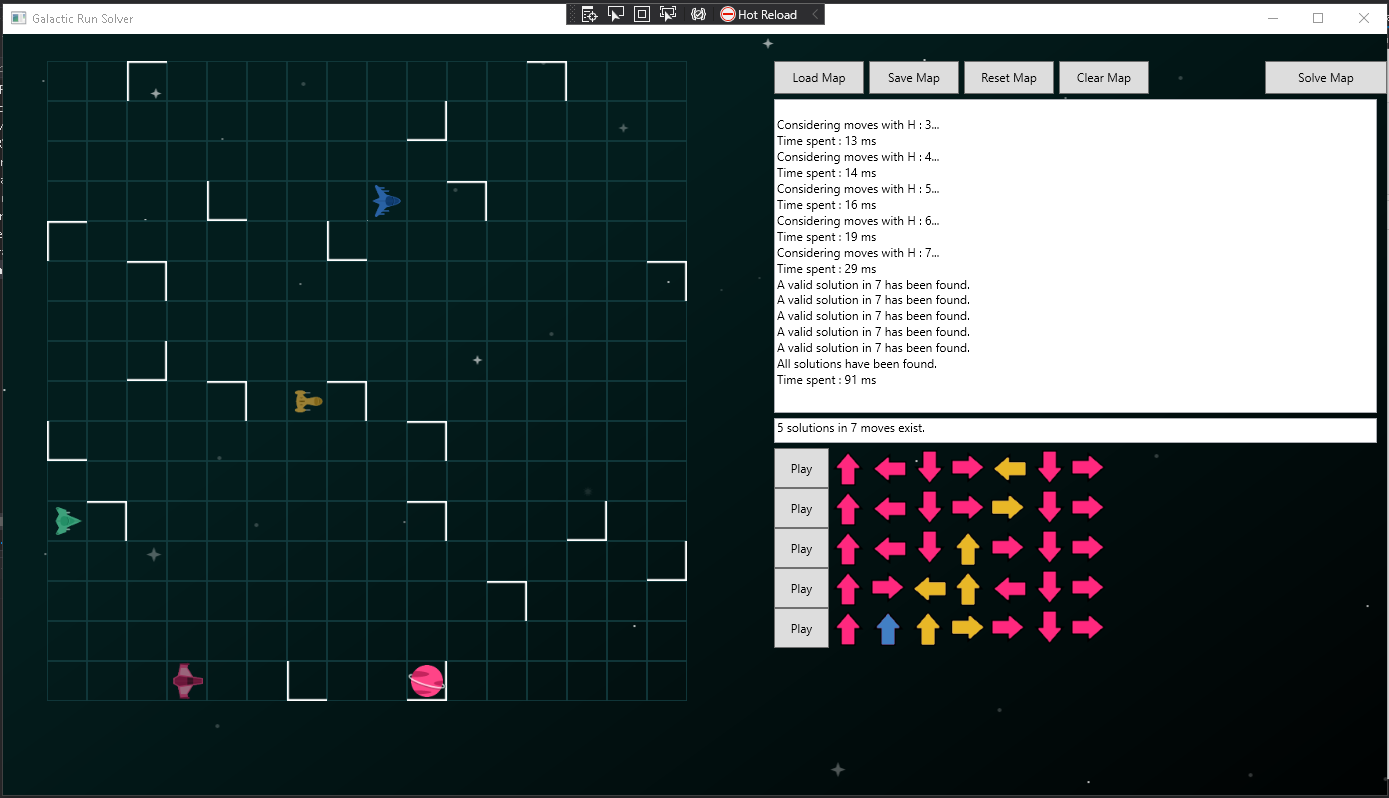 Galactic Run Solver
Hot Reload
Load Map
Save Map
Reset Map
Clear Map
Solve Map
Considering moves with H : 3...
Time spent : 13 ms
Considering moves with H : 4...
Time spent : 14 ms
Considering moves with H : 5...
Time spent : 16 ms
Considering moves with H : 6...
Time spent : 19 ms
Considering moves with H : 7...
Time spent : 29 ms
A valid solution in 7 has been found.
A valid solution in 7 has been found.
A valid solution in 7 has been found.
A valid solution in 7 has been found.
A valid solution in 7 has been found.
All solutions have been found.
Time spent : 91 ms
5 solutions in 7 moves exist.
Play
Play
Play
Play
Play